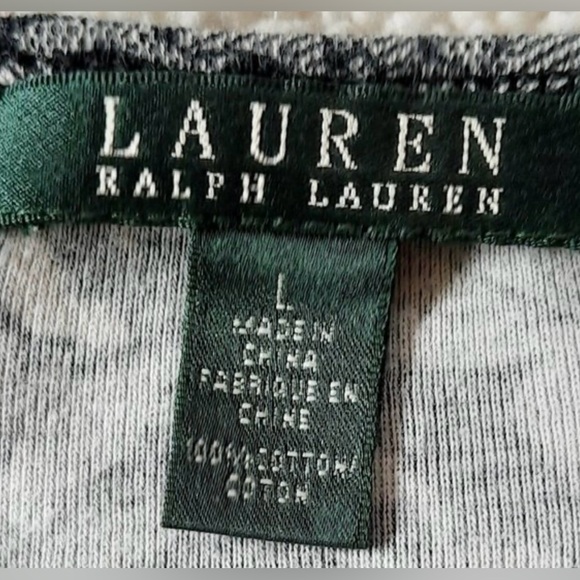 LAUREN
RALPH LAUREN
L
MADE IN
CHINA
FABRIQUE EN
CHINE
100% COTTON/
COTON